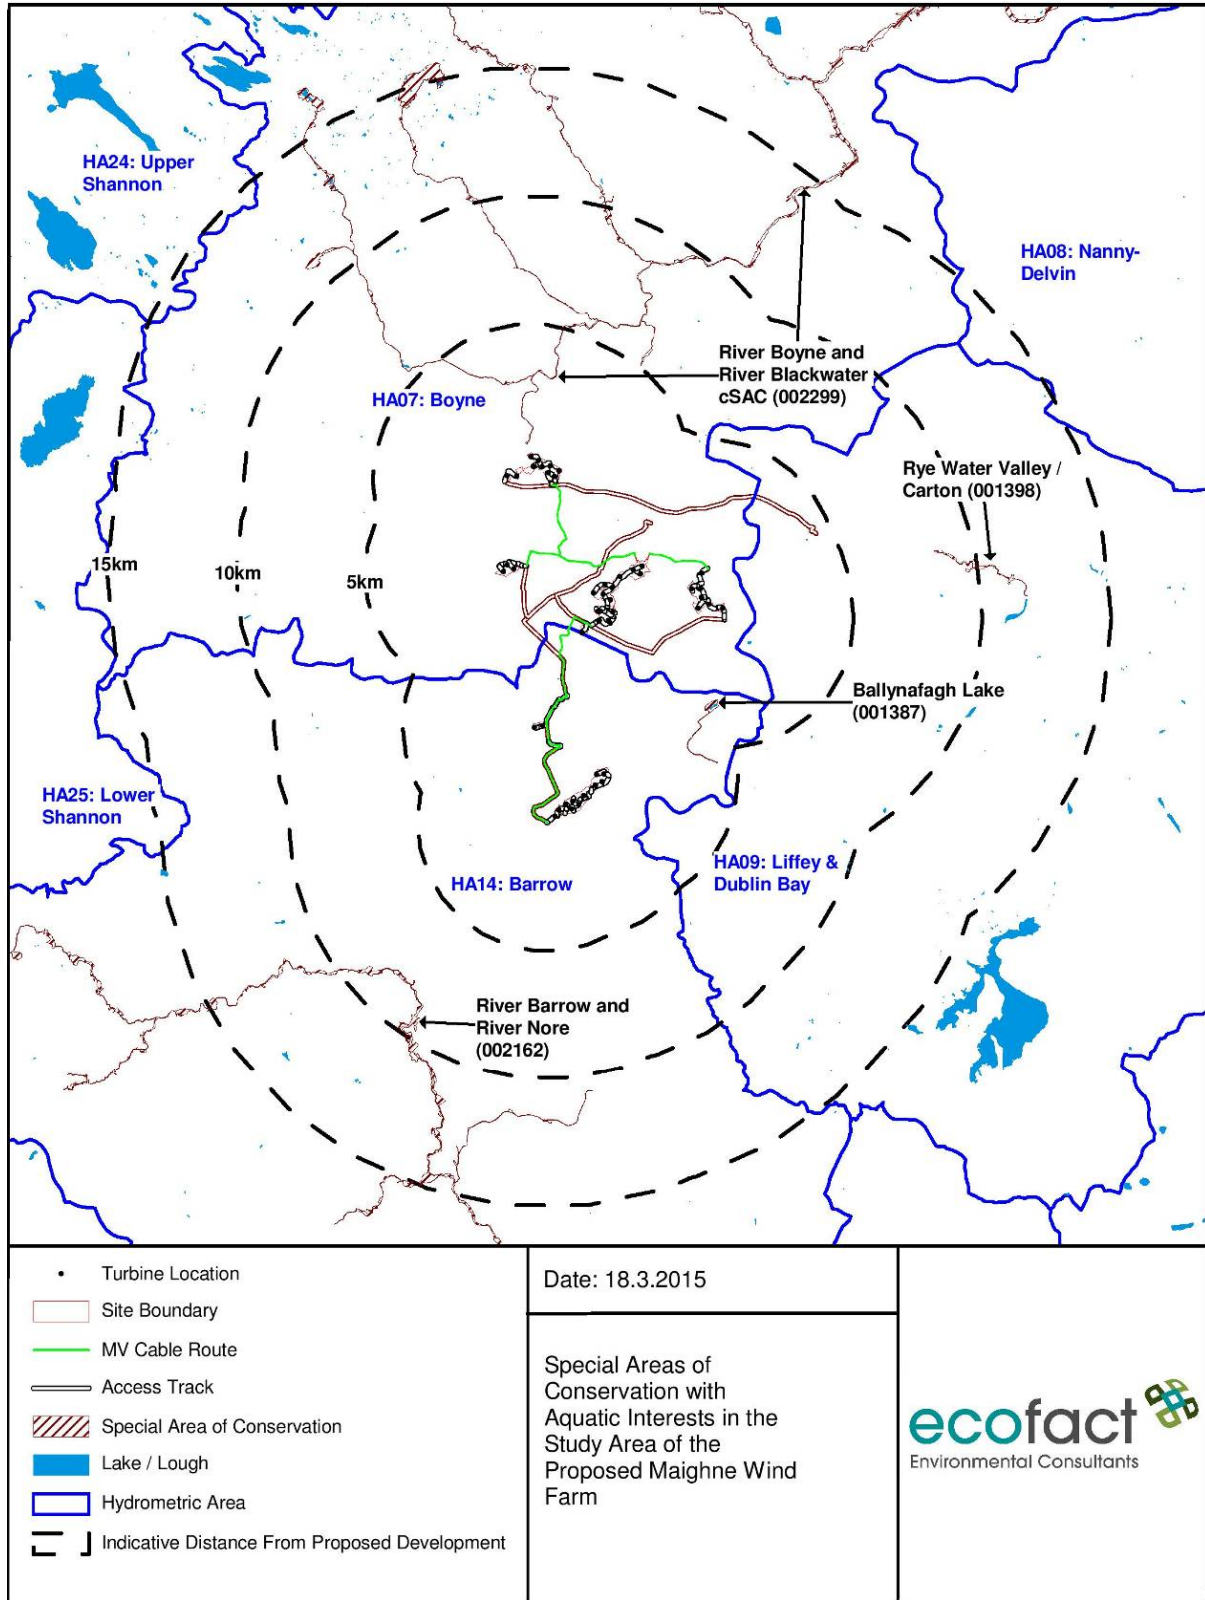 HA24: Upper
Shannon
HA08: Nanny-
Delvin
River Boyne and
River Blackwater
cSAC (002299)
HA07: Boyne
Rye Water Valley /
Carton (001398)
15km
10km
5km
Ballynafagh Lake
(001387)
HA25: Lower
Shannon
HA14: Barrow
HA09: Liffey &
Dublin Bay
River Barrow and
River Nore
(002162)
Turbine Location
Site Boundary
MV Cable Route
Access Track
Special Area of Conservation
Lake / Lough
Hydrometric Area
Indicative Distance From Proposed Development
Date: 18.3.2015
Special Areas of
Conservation with
Aquatic Interests in the
Study Area of the
Proposed Maighne Wind
Farm
ecofact
Environmental Consultants